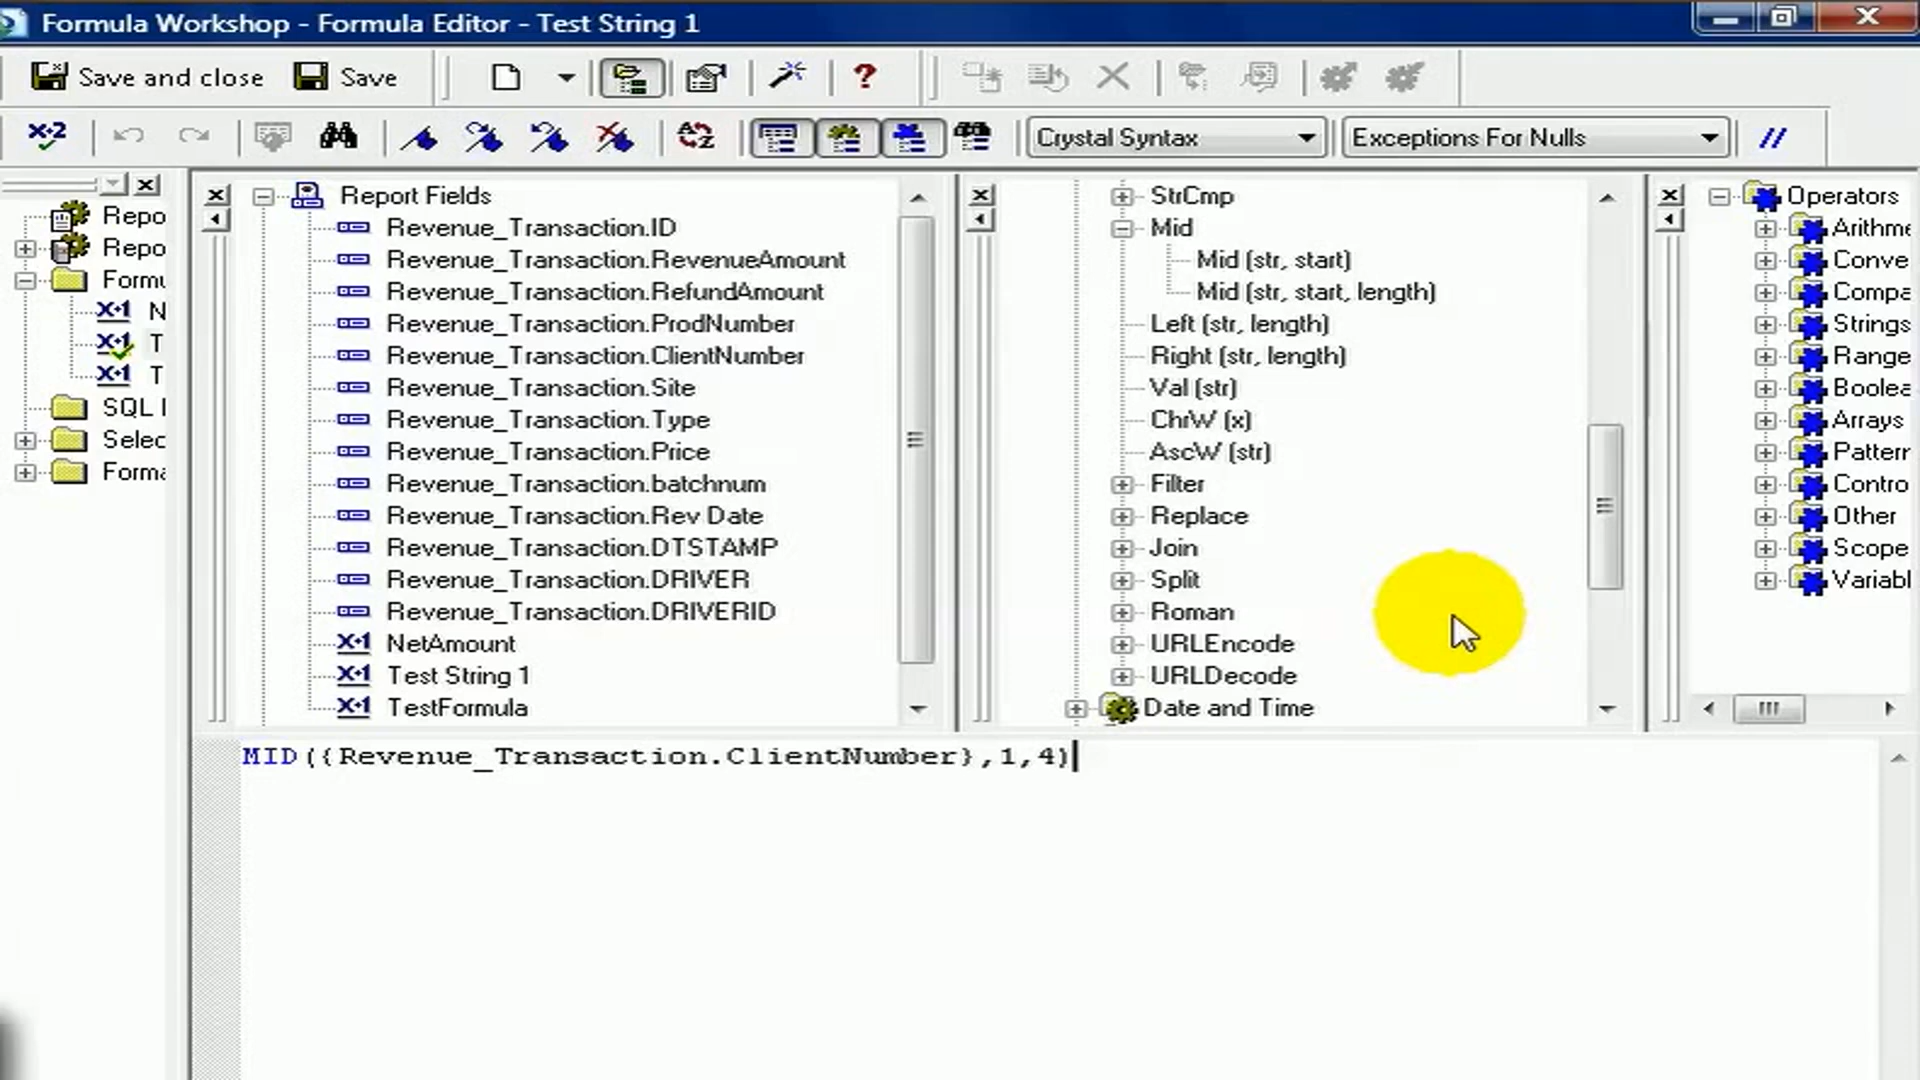 Formula Workshop - Formula Editor - Test String 1
Save and close
Save
Crystal Syntax
Exceptions For Nulls
//
Repo
Repo
Formu
N
T
T
SQL
Selec
Forma
Report Fields
Revenue_Transaction.ID
Revenue_Transaction.RevenueAmount
Revenue_Transaction.RefundAmount
Revenue_Transaction.ProdNumber
Revenue_Transaction.ClientNumber
Revenue_Transaction.Site
Revenue_Transaction.Type
Revenue_Transaction.Price
Revenue_Transaction.batchnum
Revenue_Transaction.Rev Date
Revenue_Transaction.DTSTAMP
Revenue_Transaction.DRIVER
Revenue_Transaction.DRIVERID
NetAmount
Test String 1
TestFormula
StrCmp
Mid
Mid (str, start)
Mid (str, start, length)
Left (str, length)
Right (str, length)
Val (str)
ChrW (x)
AscW (str)
Filter
Replace
Join
Split
Roman
URLEncode
URLDecode
Date and Time
Operators
Arithme
Conve
Compa
Strings
Range
Boolea
Arrays
Pattern
Contro
Other
Scope
Variabl
MID({Revenue_Transaction.ClientNumber},1,4)